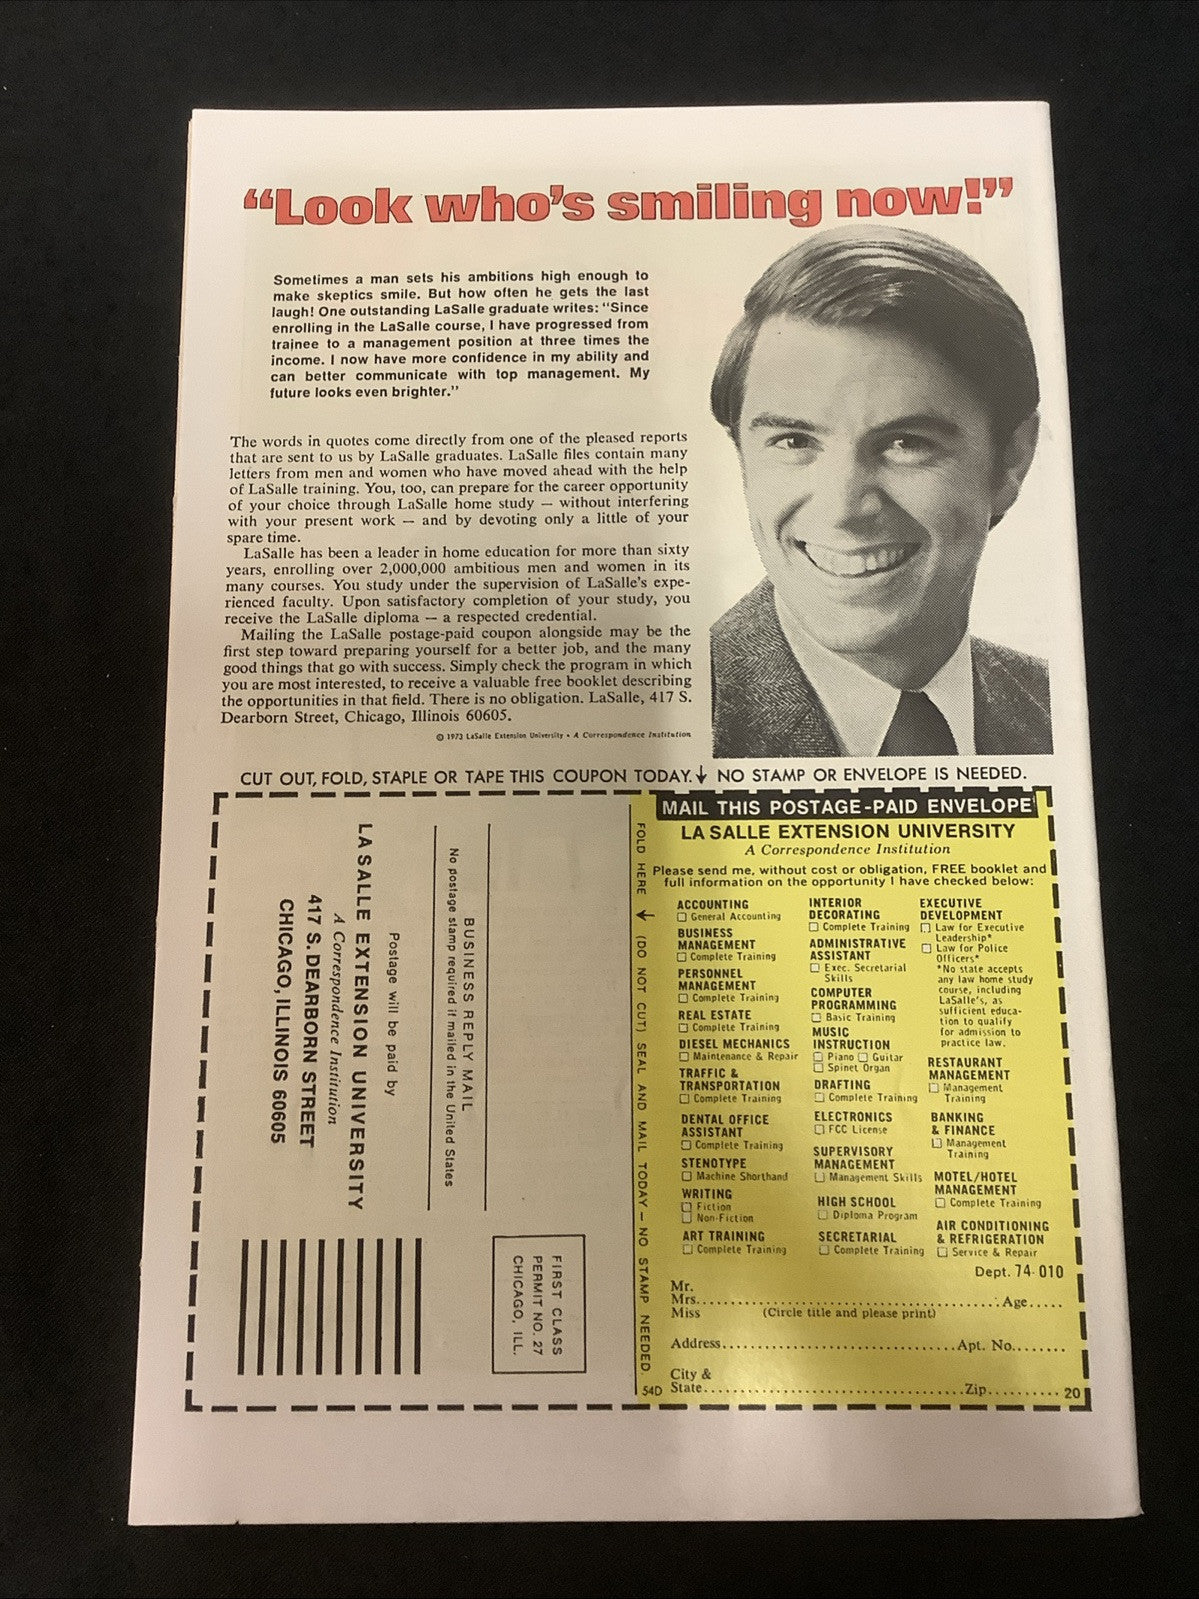 “Look who’s smiling now!”
Sometimes a man sets his ambitions high enough to
make skeptics smile. But how often he gets the last
laugh! One outstanding LaSalle graduate writes: “Since
enrolling in the LaSalle course, I have progressed from
trainee to a management position at three times the
income. I now have more confidence in my ability and
can better communicate with top management. My
future looks even brighter.”
The words in quotes come directly from one of the pleased reports
that are sent to us by LaSalle graduates. LaSalle files contain many
letters from men and women who have moved ahead with the help
of LaSalle training. You, too, can prepare for the career opportunity
of your choice through LaSalle home study — without interfering
with your present work — and by devoting only a little of your
spare time.
LaSalle has been a leader in home education for more than sixty
years, enrolling over 2,000,000 ambitious men and women in its
many courses. You study under the supervision of LaSalle's expe-
rienced faculty. Upon satisfactory completion of your study, you
receive the LaSalle diploma — a respected credential.
Mailing the LaSalle postage-paid coupon alongside may be the
first step toward preparing yourself for a better job, and the many
good things that go with success. Simply check the program in which
you are most interested, to receive a valuable free booklet describing
the opportunities in that field. There is no obligation. LaSalle, 417 S.
Dearborn Street, Chicago, Illinois 60605.
© 1973 LaSalle Extension University • A Correspondence Institution
CUT OUT, FOLD, STAPLE OR TAPE THIS COUPON TODAY. NO STAMP OR ENVELOPE IS NEEDED.
BUSINESS REPLY MAIL
No postage stamp required if mailed in the United States
Postage will be paid by
LA SALLE EXTENSION UNIVERSITY
A Correspondence Institution
417 S. DEARBORN STREET
CHICAGO, ILLINOIS 60605
FIRST CLASS
PERMIT NO. 27
CHICAGO, ILL.
FOLD HERE (DO NOT CUT) SEAL AND MAIL TODAY — NO STAMP NEEDED
54D
MAIL THIS POSTAGE-PAID ENVELOPE
LA SALLE EXTENSION UNIVERSITY
A Correspondence Institution
Please send me, without cost or obligation, FREE booklet and
full information on the opportunity I have checked below:
ACCOUNTING
☐ General Accounting
BUSINESS
MANAGEMENT
☐ Complete Training
PERSONNEL
MANAGEMENT
☐ Complete Training
REAL ESTATE
☐ Complete Training
DIESEL MECHANICS
☐ Maintenance & Repair
TRAFFIC &
TRANSPORTATION
☐ Complete Training
DENTAL OFFICE
ASSISTANT
☐ Complete Training
STENOTYPE
☐ Machine Shorthand
WRITING
☐ Fiction
☐ Non-Fiction
ART TRAINING
☐ Complete Training
INTERIOR
DECORATING
☐ Complete Training
ADMINISTRATIVE
ASSISTANT
☐ Exec. Secretarial
Skills
COMPUTER
PROGRAMMING
☐ Basic Training
MUSIC
INSTRUCTION
☐ Piano ☐ Guitar
☐ Spinet Organ
DRAFTING
☐ Complete Training
ELECTRONICS
☐ FCC License
SUPERVISORY
MANAGEMENT
☐ Management Skills
HIGH SCHOOL
☐ Diploma Program
SECRETARIAL
☐ Complete Training
EXECUTIVE
DEVELOPMENT
☐ Law for Executive
Leadership*
☐ Law for Police
Officers*
*No state accepts
any law home study
course, including
LaSalle's, as
sufficient educa-
tion to qualify
for admission to
practice law.
RESTAURANT
MANAGEMENT
☐ Management
Training
BANKING
& FINANCE
☐ Management
Training
MOTEL/HOTEL
MANAGEMENT
☐ Complete Training
AIR CONDITIONING
& REFRIGERATION
☐ Service & Repair
Dept. 74-010
Mr.
Mrs. Age
Miss (Circle title and please print)
Address Apt. No.
City &
State Zip 20